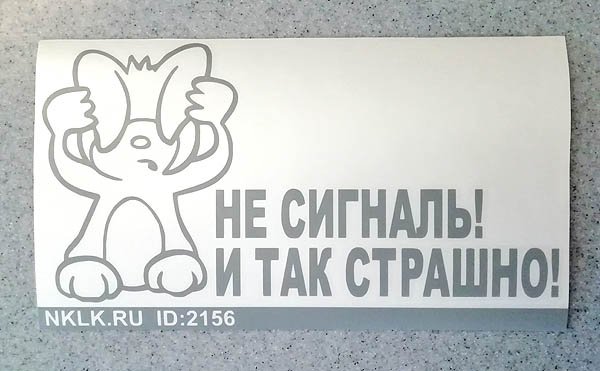 НЕ СИГНАЛЬ!
И ТАК СТРАШНО!
NKLK.RU ID:2156